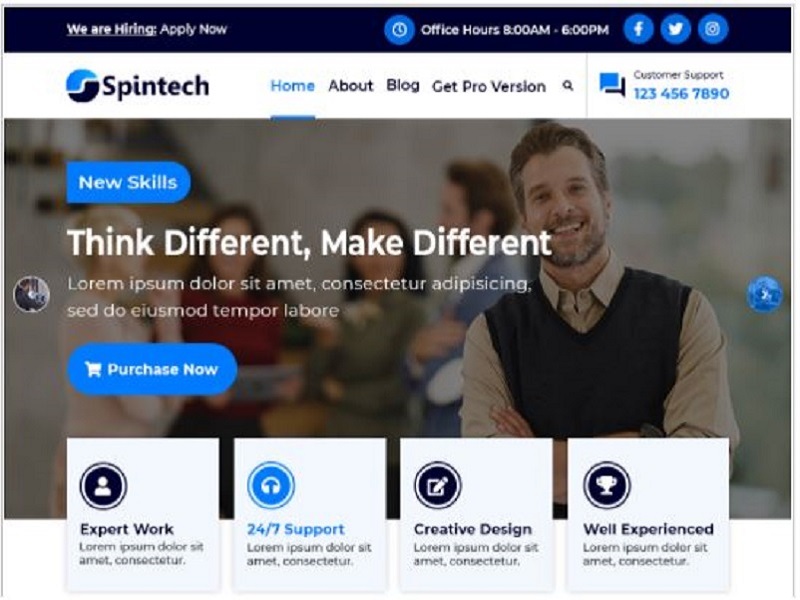 We are Hiring: Apply Now
Office Hours 8:00AM - 6:00PM
Spintech
Home About Blog Get Pro Version
Customer Support
123 456 7890
New Skills
Think Different, Make Different
Lorem ipsum dolor sit amet, consectetur adipisicing,
sed do eiusmod tempor labore
Purchase Now
Expert Work
Lorem ipsum dolor sit
amet, consectetur.
24/7 Support
Lorem ipsum dolor sit
amet, consectetur.
Creative Design
Lorem ipsum dolor sit
amet, consectetur.
Well Experienced
Lorem ipsum dolor sit
amet, consectetur.